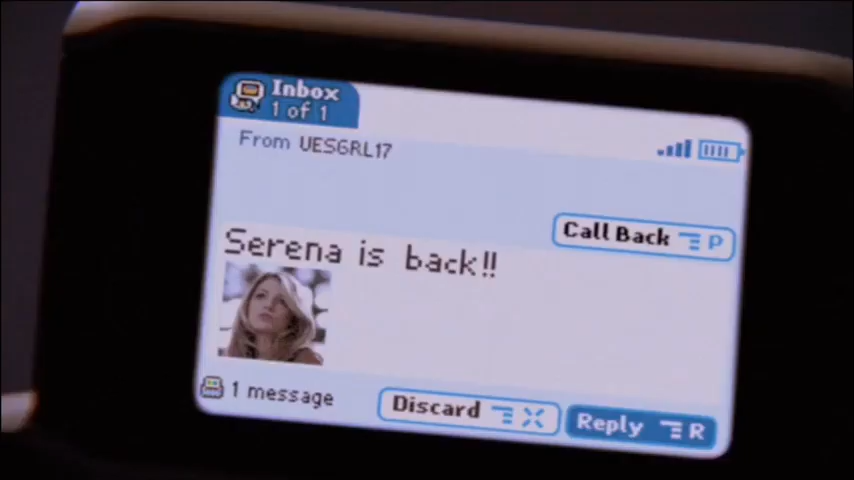 Inbox
1 of 1
From UESGRL17
Call Back P
Serena is back!!
1 message
Discard
Reply R